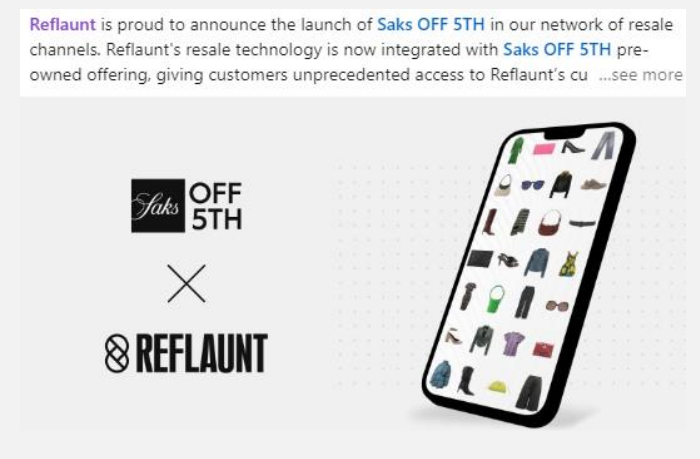 Reflaunt is proud to announce the launch of Saks OFF 5TH in our network of resale
channels. Reflaunt's resale technology is now integrated with Saks OFF 5TH pre-
owned offering, giving customers unprecedented access to Reflaunt's cu ...see more
Saks OFF
5TH
REFLAUNT